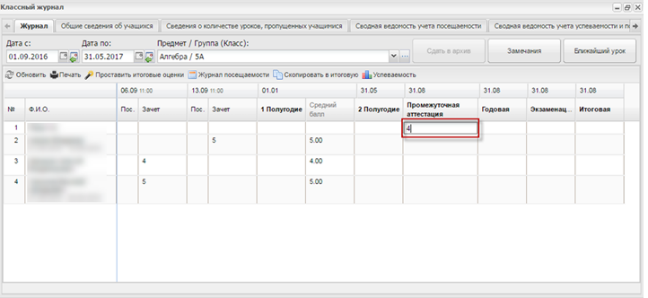 Классный журнал
Журнал Общие сведения об учащихся Сведения о количестве уроков, пропущенных учащимися Сводная ведомость учета посещаемости Сводная ведомость учета успеваемости и п
Дата с: Дата по: Предмет / Группа (Класс):
01.09.2016 31.05.2017 Алгебра / 5А Сдать в архив Замечания Ближайший урок
Обновить Печать Проставить итоговые оценки Журнал посещаемости Скопировать в итоговую Успеваемость
06.09 11:00 13.09 11:00 01.01 31.05 31.08 31.08 31.08 31.08
№ Ф.И.О. Пос. Зачет Пос. Зачет 1 Полугодие Средний балл 2 Полугодие Промежуточная аттестация Годовая Экзаменац... Итоговая
1 4
2 5 5.00
3 4 4.00
4 5 5.00